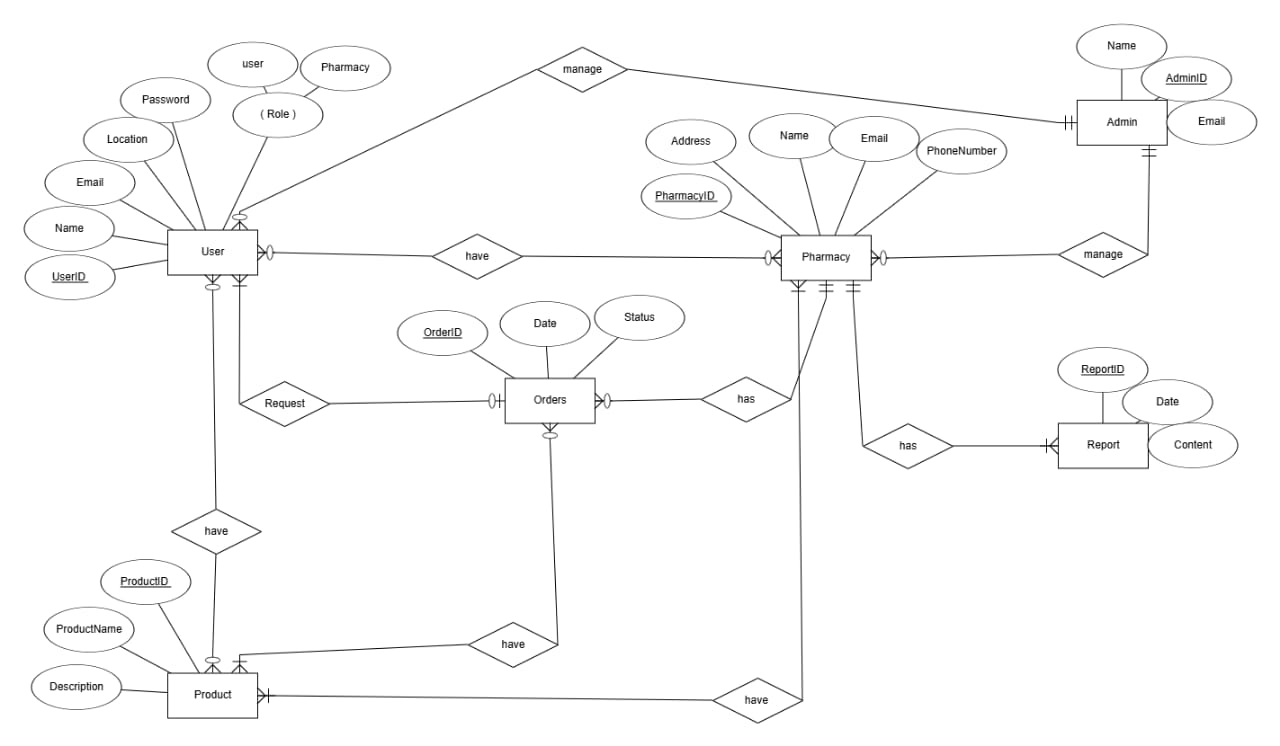 Name
user
Pharmacy
manage
AdminID
Password
( Role )
Admin
Email
Location
Address
Name
Email
PhoneNumber
Email
PharmacyID
Name
User
have
Pharmacy
manage
UserID
OrderID
Date
Status
ReportID
Request
Orders
has
Date
has
Report
Content
have
ProductID
ProductName
have
Description
Product
have